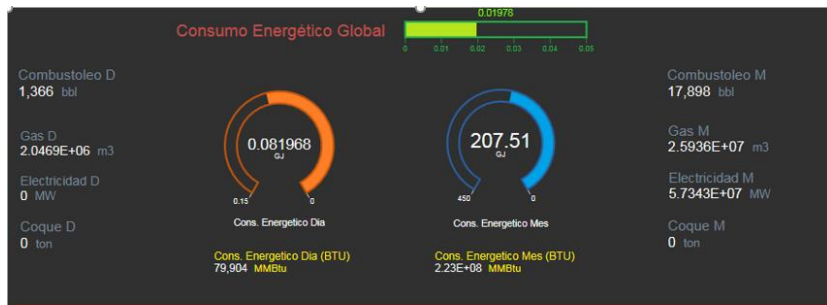 0.01978
Consumo Energético Global
0 0.01 0.02 0.03 0.04 0.05
Combustoleo D
1,366 bbl
Gas D
2.0469E+06 m3
Electricidad D
0 MW
Coque D
0 ton
0.081968
GJ
0.15 0
Cons. Energetico Dia
Cons. Energetico Dia (BTU)
79,904 MMBtu
207.51
GJ
450 0
Cons. Energetico Mes
Cons. Energetico Mes (BTU)
2.23E+08 MMBtu
Combustoleo M
17,898 bbl
Gas M
2.5936E+07 m3
Electricidad M
5.7343E+07 MW
Coque M
0 ton